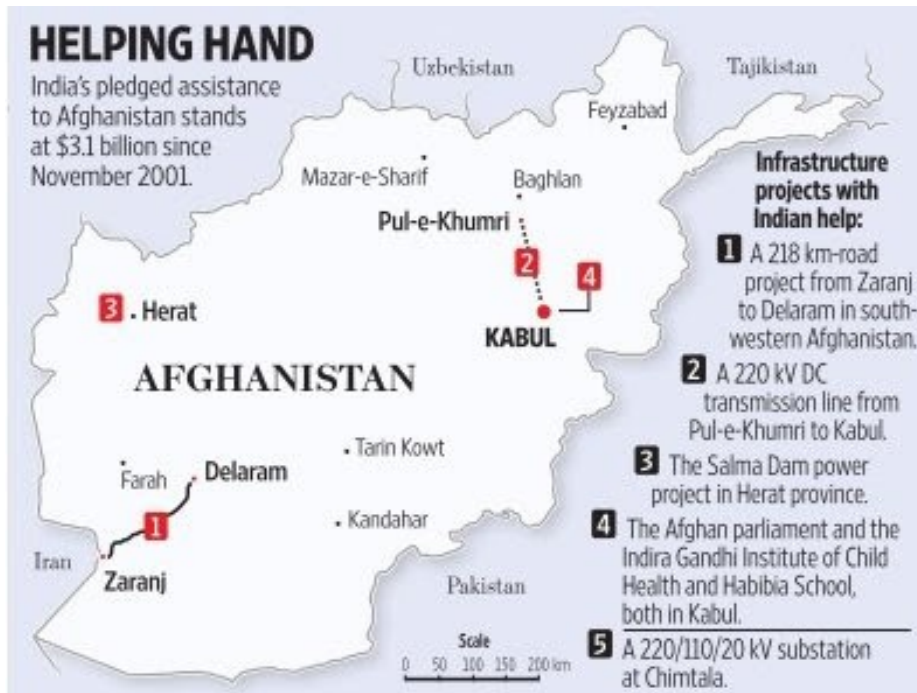 HELPING HAND
India's pledged assistance
to Afghanistan stands
at $3.1 billion since
November 2001.
Uzbekistan
Tajikistan
Feyzabad
Mazar-e-Sharif
Baghlan
Pul-e-Khumri
2
4
3
Herat
KABUL
AFGHANISTAN
Tarin Kowt
Farah
Delaram
1
Kandahar
Iran
Zaranj
Pakistan
Scale
0 50 100 150 200 km
Infrastructure
projects with
Indian help:
1 A 218 km-road
project from Zaranj
to Delaram in south-
western Afghanistan.
2 A 220 kV DC
transmission line from
Pul-e-Khumri to Kabul.
3 The Salma Dam power
project in Herat province.
4 The Afghan parliament and the
Indira Gandhi Institute of Child
Health and Habibia School,
both in Kabul.
5 A 220/110/20 kV substation
at Chimtala.